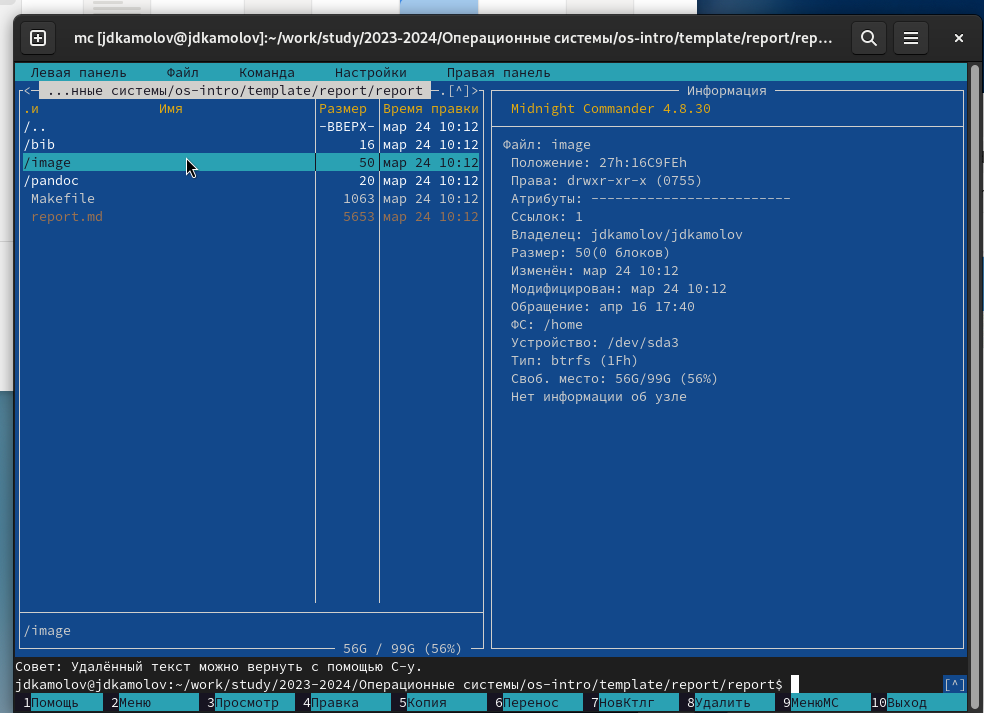 mc [jdkamolov@jdkamolov]:~/work/study/2023-2024/Операционные системы/os-intro/template/report/rep...
Левая панель Файл Команда Настройки Правая панель
<─ ...нные системы/os-intro/template/report/report ─.[^]>
.и Имя Размер Время правки
/.. -ВВЕРХ- мар 24 10:12
/bib 16 мар 24 10:12
/image 50 мар 24 10:12
/pandoc 20 мар 24 10:12
Makefile 1063 мар 24 10:12
report.md 5653 мар 24 10:12
/image
56G / 99G (56%)
Информация
Midnight Commander 4.8.30
Файл: image
Положение: 27h:16C9FEh
Права: drwxr-xr-x (0755)
Атрибуты: -------------------------
Ссылок: 1
Владелец: jdkamolov/jdkamolov
Размер: 50(0 блоков)
Изменён: мар 24 10:12
Модифицирован: мар 24 10:12
Обращение: апр 16 17:40
ФС: /home
Устройство: /dev/sda3
Тип: btrfs (1Fh)
Своб. место: 56G/99G (56%)
Нет информации об узле
Совет: Удалённый текст можно вернуть с помощью C-y.
jdkamolov@jdkamolov:~/work/study/2023-2024/Операционные системы/os-intro/template/report/report$ [^]
1Помощь 2Меню 3Просмотр 4Правка 5Копия 6Перенос 7НовКтлг 8Удалить 9МенюMC 10Выход